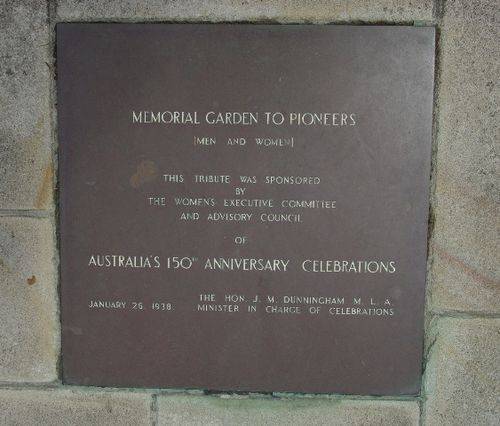 MEMORIAL GARDEN TO PIONEERS
[MEN AND WOMEN]
THIS TRIBUTE WAS SPONSORED
BY
THE WOMEN'S EXECUTIVE COMMITTEE
AND ADVISORY COUNCIL
OF
AUSTRALIA'S 150TH ANNIVERSARY CELEBRATIONS
JANUARY 26, 1938.
THE HON. J. M. DUNNINGHAM M. L. A.
MINISTER IN CHARGE OF CELEBRATIONS